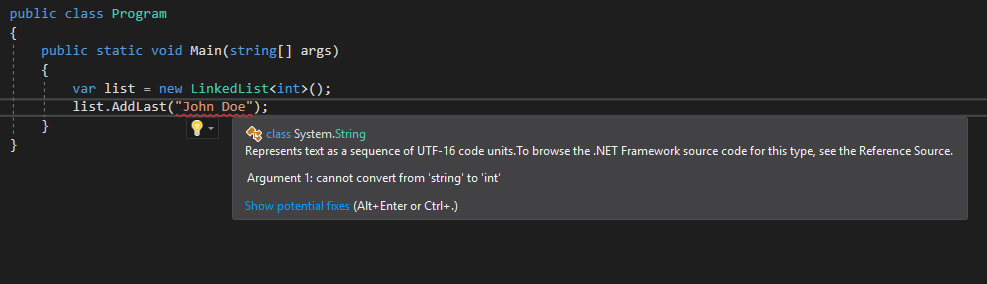 public class Program
{
public static void Main(string[] args)
{
var list = new LinkedList<int>();
list.AddLast("John Doe");
}
}
class System.String
Represents text as a sequence of UTF-16 code units.To browse the .NET Framework source code for this type, see the Reference Source.
Argument 1: cannot convert from 'string' to 'int'
Show potential fixes (Alt+Enter or Ctrl+.)